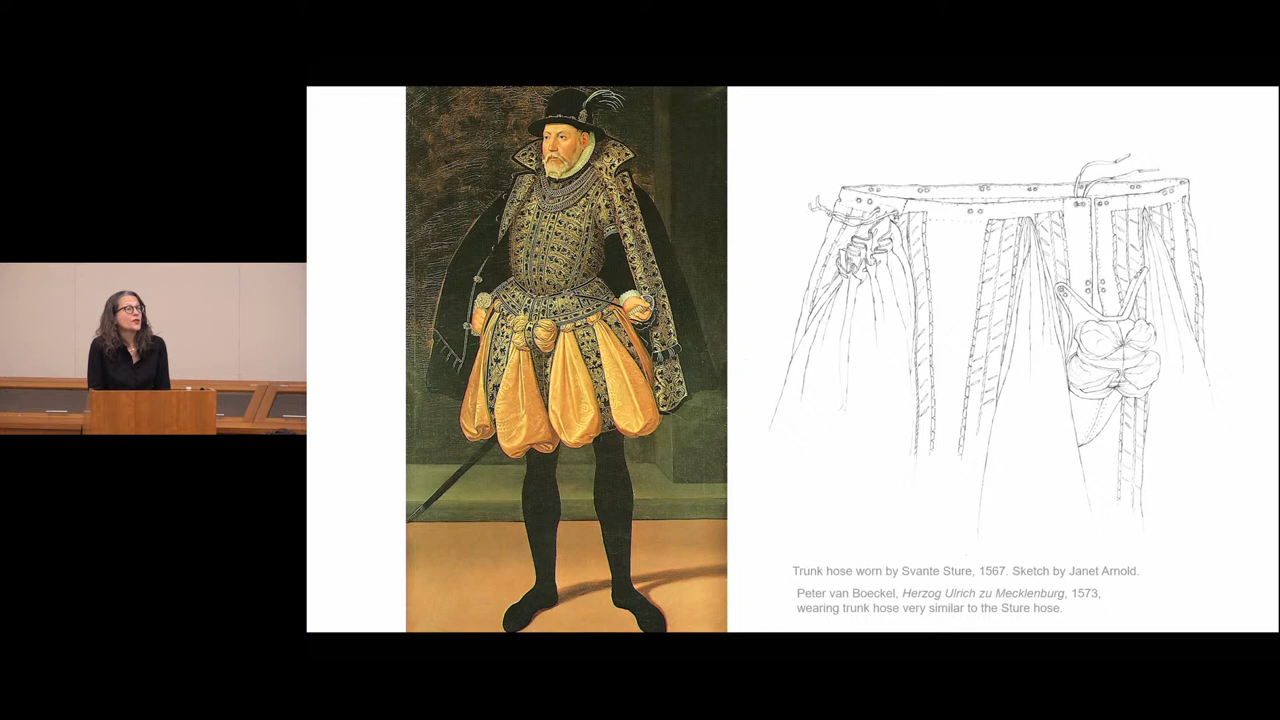 Trunk hose worn by Svante Sture, 1567. Sketch by Janet Arnold.
Peter van Boeckel, Herzog Ulrich zu Mecklenburg, 1573,
wearing trunk hose very similar to the Sture hose.